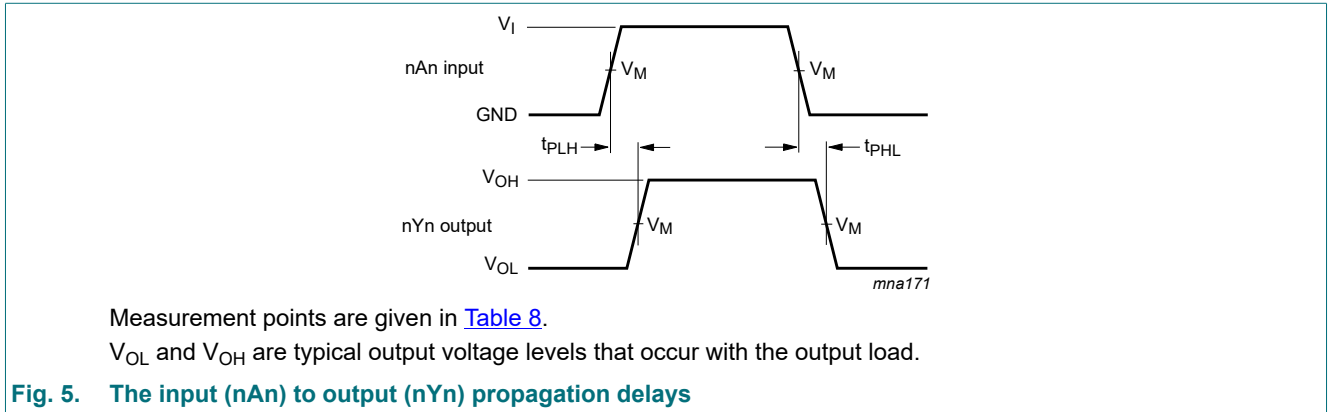 VI
nAn input
VM
VM
GND
tPLH
tPHL
VOH
nYn output
VM
VM
VOL
mna171
Measurement points are given in Table 8.
VOL and VOH are typical output voltage levels that occur with the output load.
Fig. 5. The input (nAn) to output (nYn) propagation delays